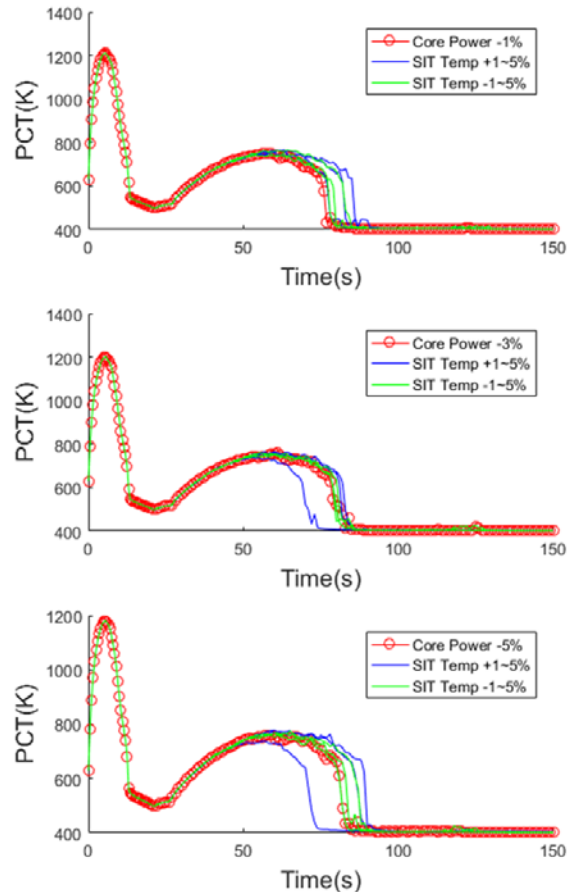 1400
1200
1000
800
600
400
PCT(K)
0
50
100
150
Time(s)
Core Power -1%
SIT Temp +1~5%
SIT Temp -1~5%
1400
1200
1000
800
600
400
PCT(K)
0
50
100
150
Time(s)
Core Power -3%
SIT Temp +1~5%
SIT Temp -1~5%
1200
1000
800
600
400
PCT(K)
0
50
100
150
Time(s)
Core Power -5%
SIT Temp +1~5%
SIT Temp -1~5%